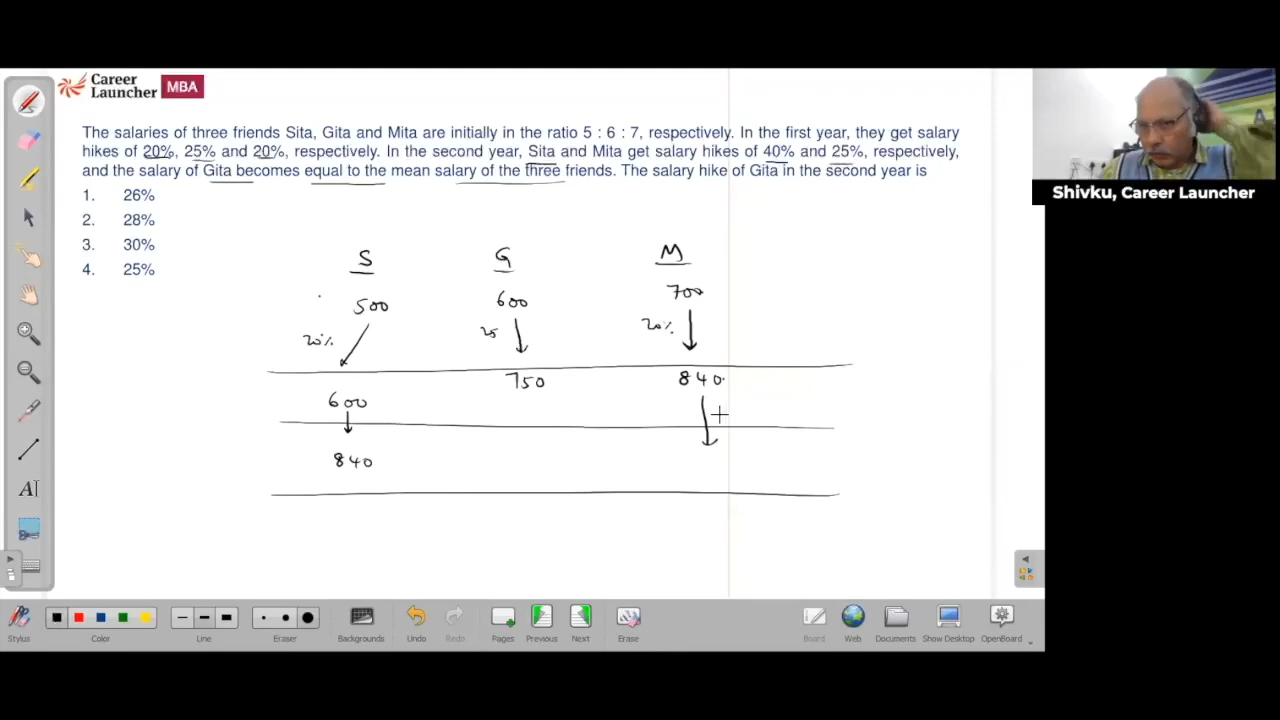 Career
Launcher MBA
The salaries of three friends Sita, Gita and Mita are initially in the ratio 5 : 6 : 7, respectively. In the first year, they get salary
hikes of 20%, 25% and 20%, respectively. In the second year, Sita and Mita get salary hikes of 40% and 25%, respectively,
and the salary of Gita becomes equal to the mean salary of the three friends. The salary hike of Gita in the second year is
1. 26%
2. 28%
3. 30%
4. 25%
Shivku, Career Launcher
S G M
500 600 700
20% 25 20%
600 750 840
840
Stylus Color Line Eraser Backgrounds Undo Redo Pages Previous Next Erase Board Web Documents Show Desktop OpenBoard